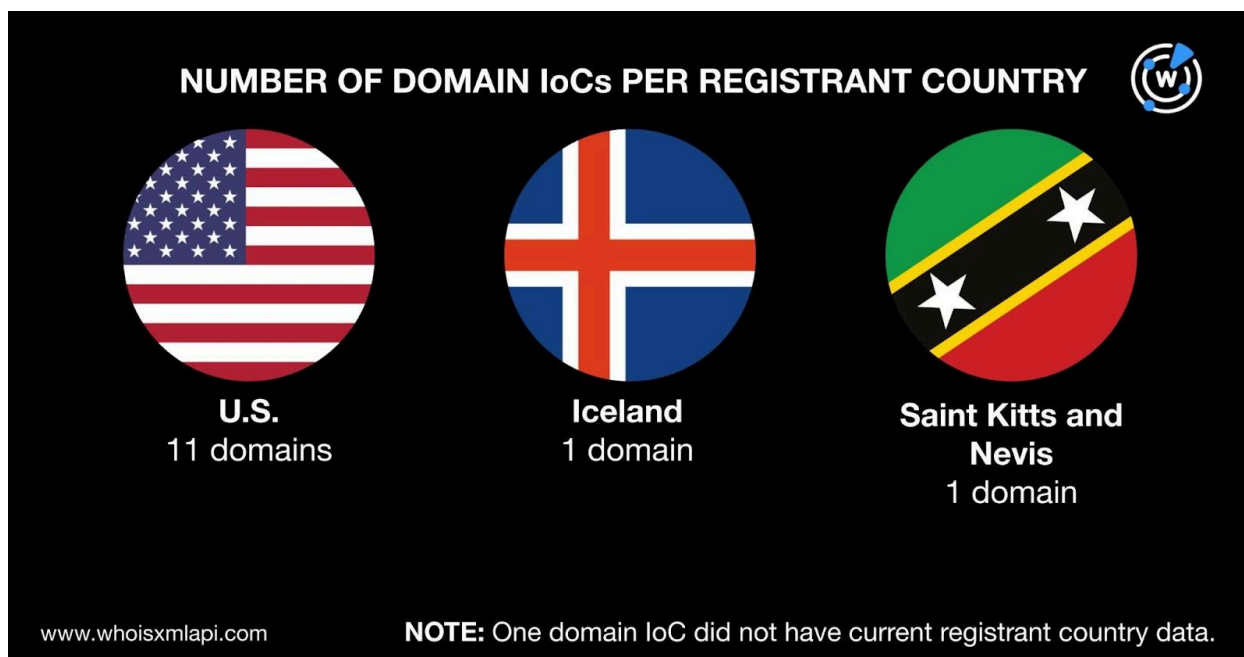 NUMBER OF DOMAIN IoCs PER REGISTRANT COUNTRY
W
U.S.
11 domains
Iceland
1 domain
Saint Kitts and
Nevis
1 domain
www.whoisxmlapi.com
NOTE: One domain IoC did not have current registrant country data.